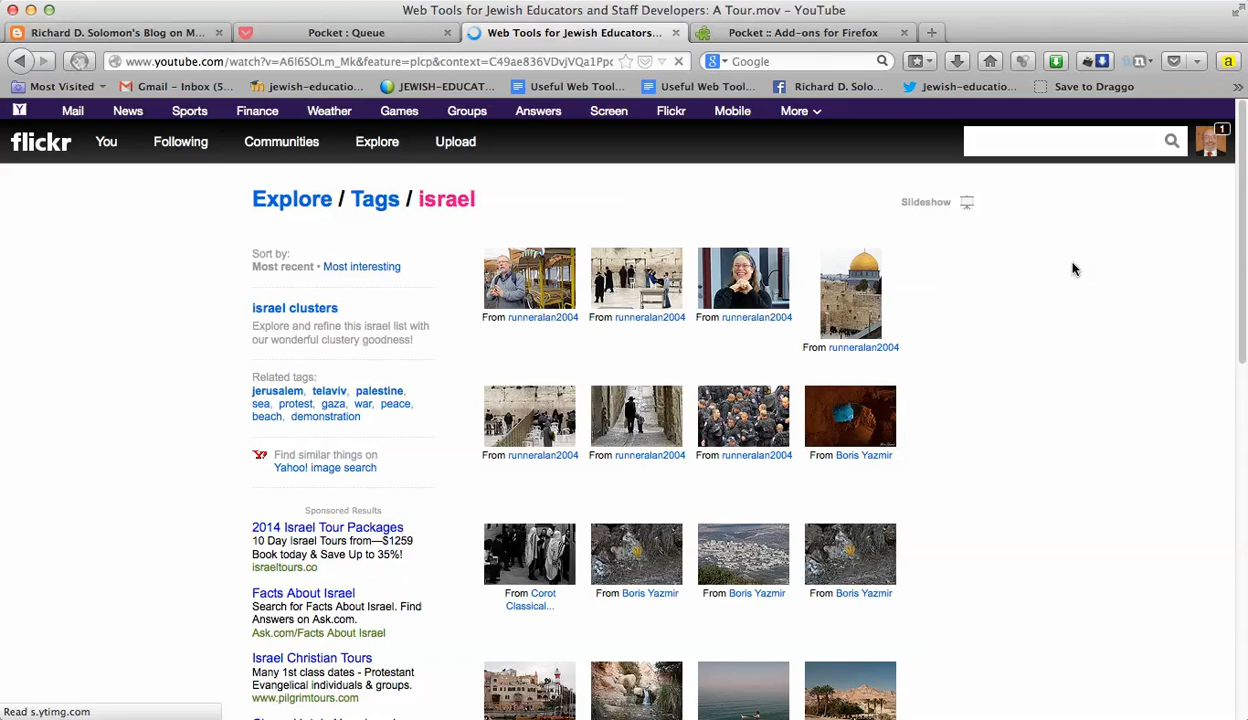 Web Tools for Jewish Educators and Staff Developers: A Tour.mov - YouTube
Richard D. Solomon's Blog on M...
Pocket : Queue
Web Tools for Jewish Educators...
Pocket :: Add-ons for Firefox
www.youtube.com/watch?v=A6l6SOLm_Mk&feature=plcp&context=C49ae836VDvjVQa1Ppc
Google
Most Visited
Gmail - Inbox (5...
jewish-educatio...
JEWISH-EDUCAT...
Useful Web Tool...
Useful Web Tool...
Richard D. Solo...
Jewish-education...
Save to Draggo
Mail News Sports Finance Weather Games Groups Answers Screen Flickr Mobile More
flickr You Following Communities Explore Upload
1
Explore / Tags / israel
Slideshow
Sort by:
Most recent • Most interesting
israel clusters
Explore and refine this israel list with
our wonderful clustery goodness!
Related tags:
jerusalem, telaviv, palestine,
sea, protest, gaza, war, peace,
beach, demonstration
Find similar things on
Yahoo! image search
Sponsored Results
2014 Israel Tour Packages
10 Day Israel Tours from—$1259
Book today & Save Up to 35%!
israeltours.co
Facts About Israel
Search for Facts About Israel. Find
Answers on Ask.com.
Ask.com/Facts About Israel
Israel Christian Tours
Many 1st class dates - Protestant
Evangelical individuals & groups.
www.pilgrimtours.com
From runneralan2004
From runneralan2004
From runneralan2004
From runneralan2004
From runneralan2004
From runneralan2004
From runneralan2004
From Boris Yazmir
From Corot
Classical...
From Boris Yazmir
From Boris Yazmir
From Boris Yazmir
Read s.ytimg.com